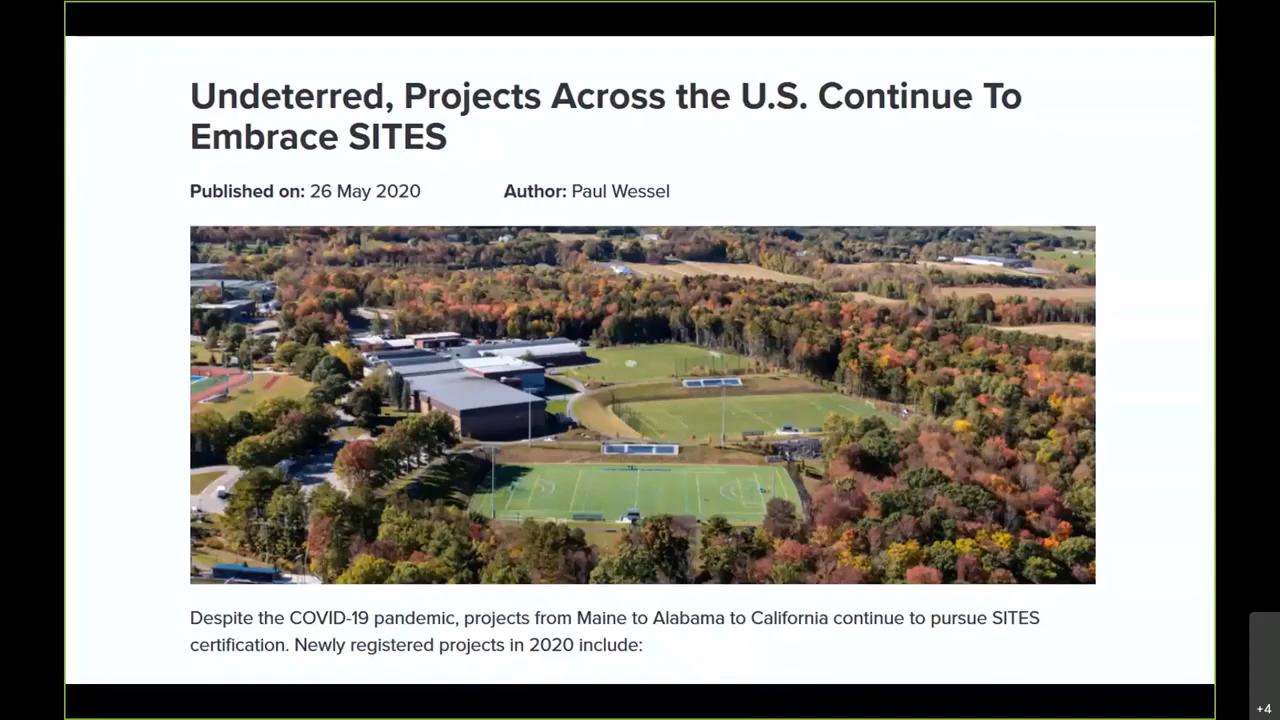 Undeterred, Projects Across the U.S. Continue To
Embrace SITES
Published on: 26 May 2020 Author: Paul Wessel
Despite the COVID-19 pandemic, projects from Maine to Alabama to California continue to pursue SITES
certification. Newly registered projects in 2020 include:
+4